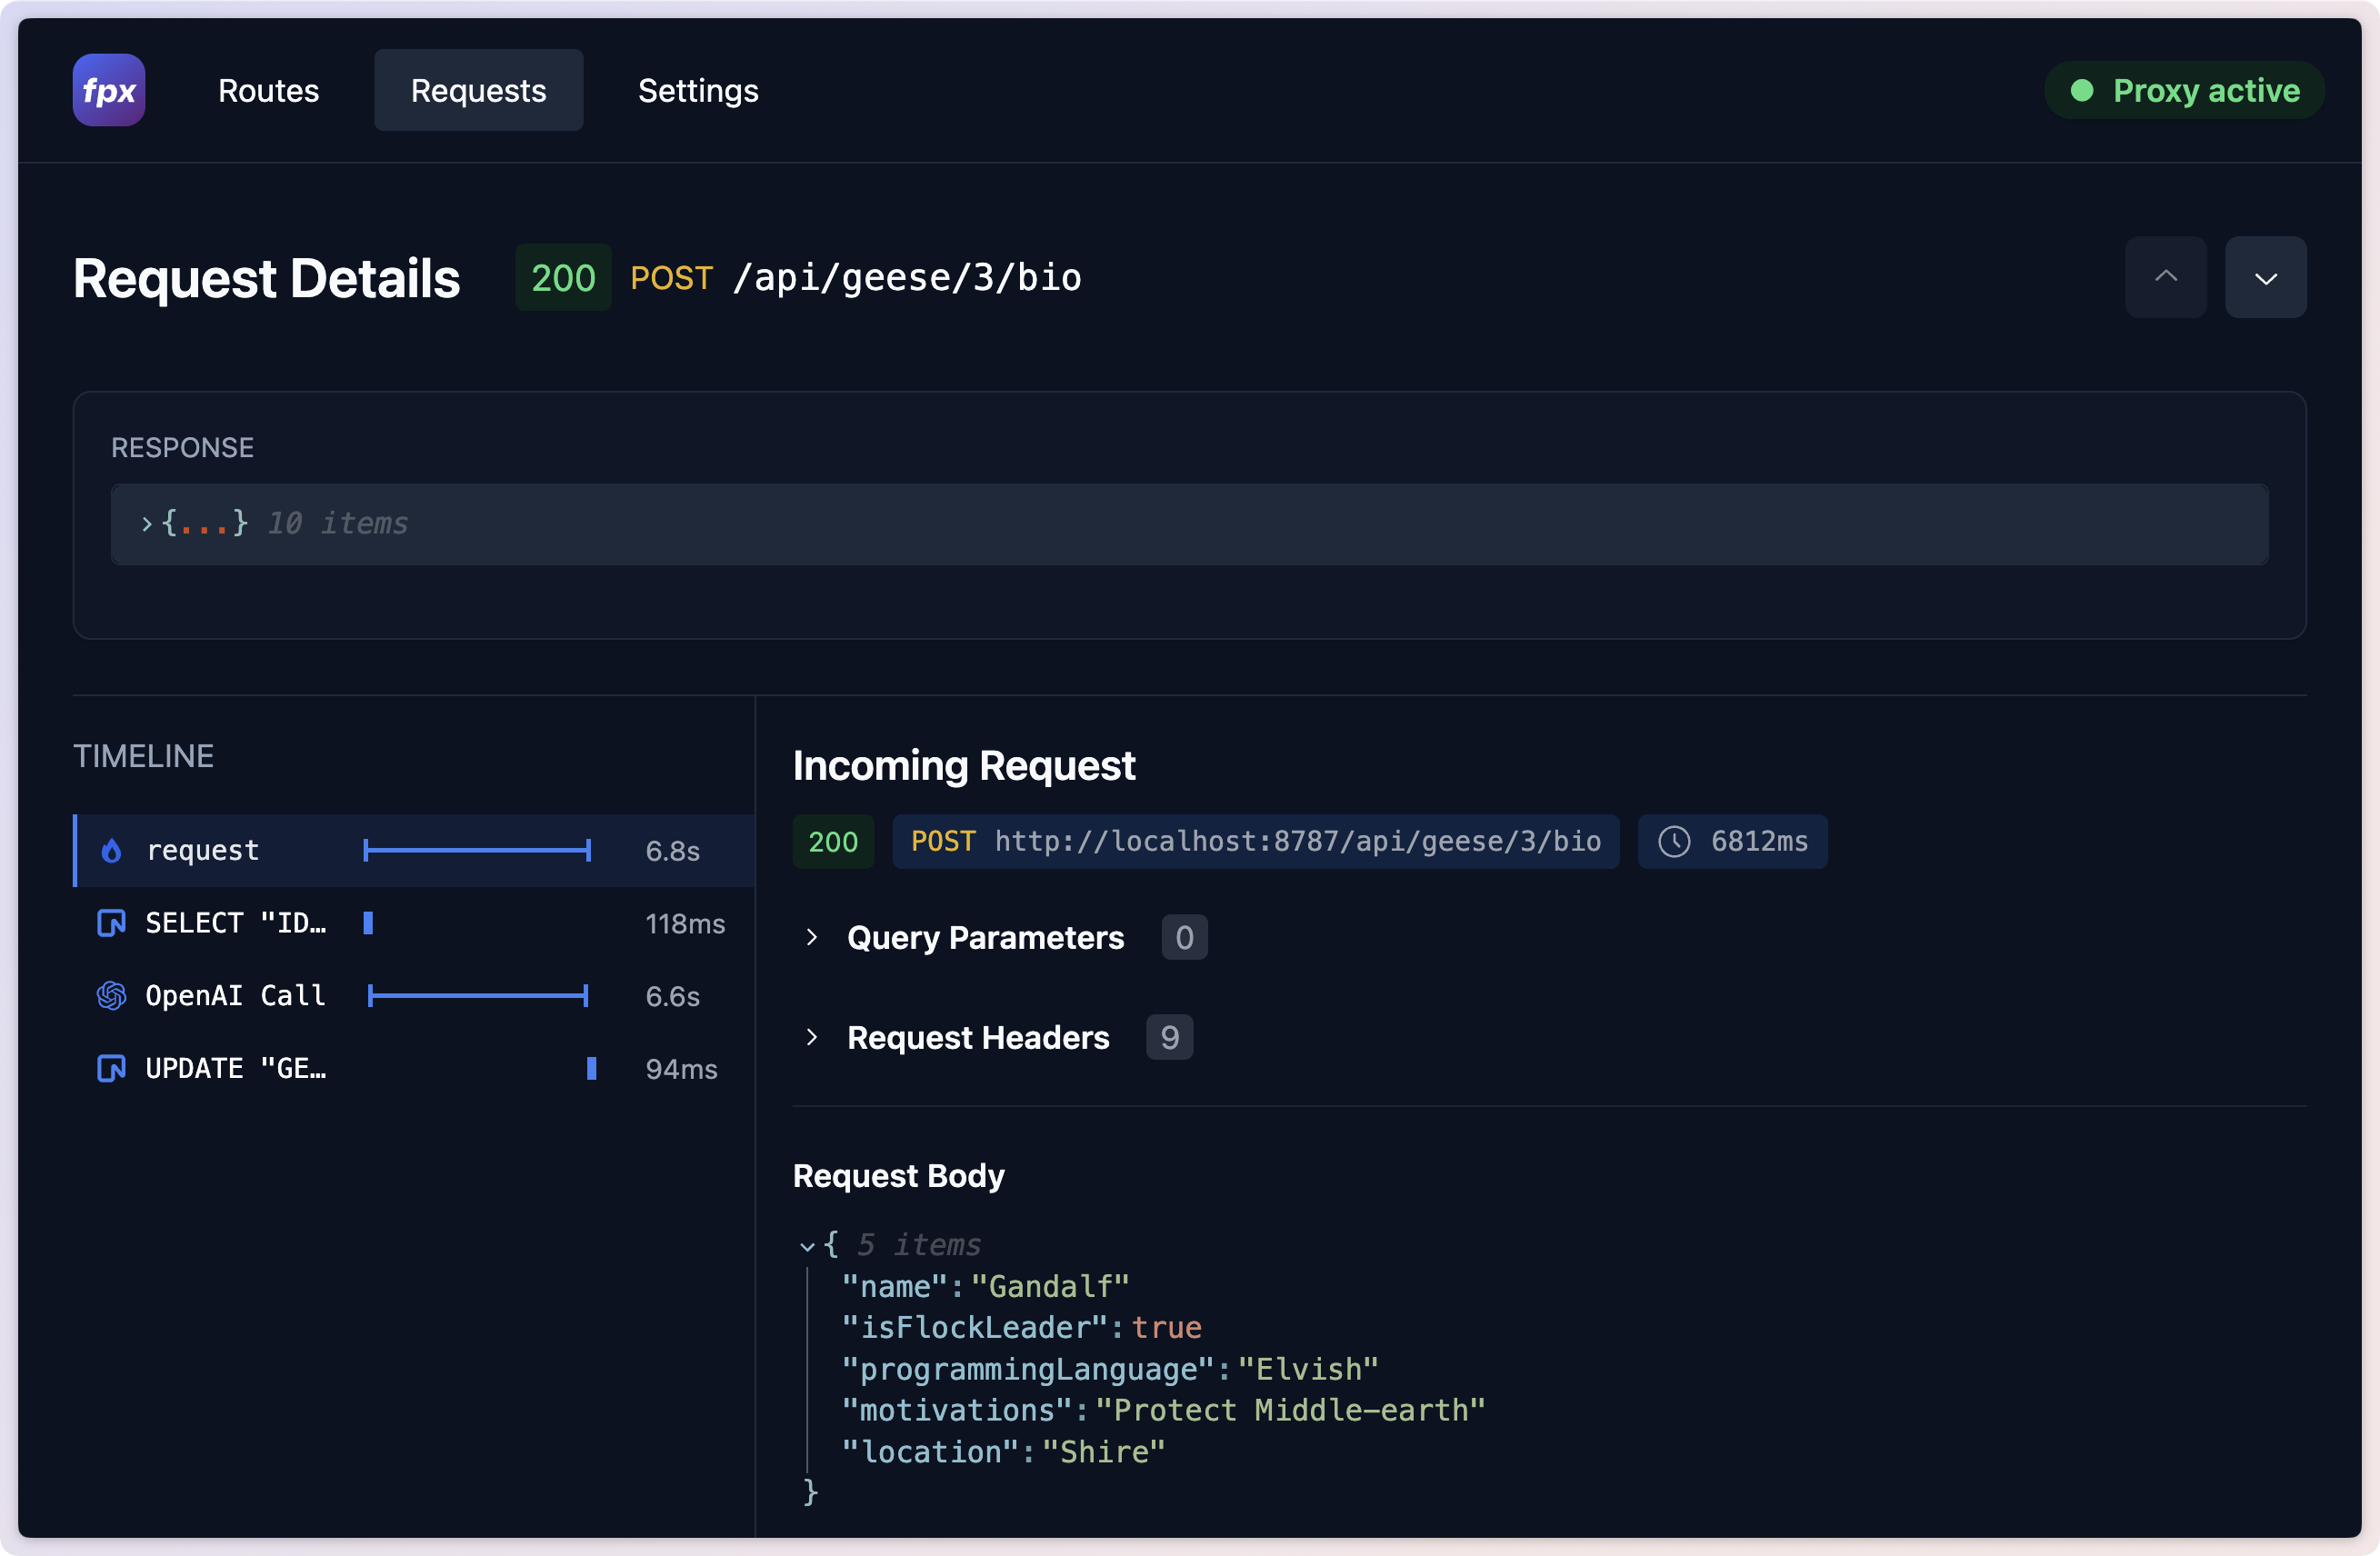 fpx Routes Requests Settings Proxy active
Request Details 200 POST /api/geese/3/bio
RESPONSE
{...} 10 items
TIMELINE
request 6.8s
SELECT "ID… 118ms
OpenAI Call 6.6s
UPDATE "GE… 94ms
Incoming Request
200 POST http://localhost:8787/api/geese/3/bio 6812ms
Query Parameters 0
Request Headers 9
Request Body
{ 5 items
"name":"Gandalf"
"isFlockLeader":true
"programmingLanguage":"Elvish"
"motivations":"Protect Middle-earth"
"location":"Shire"
}